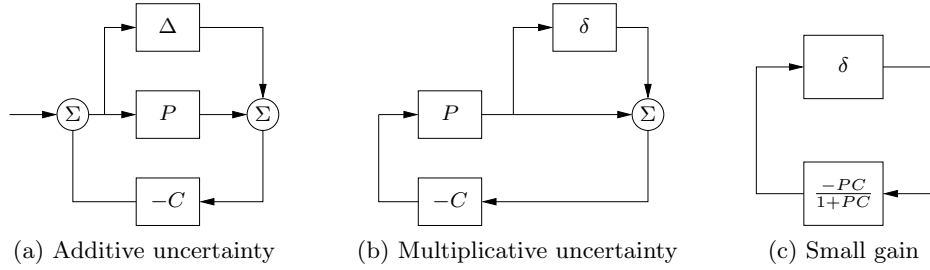 Δ
Σ
P
Σ
−C
(a) Additive uncertainty
δ
P
Σ
−C
(b) Multiplicative uncertainty
δ
−PC
1+PC
(c) Small gain